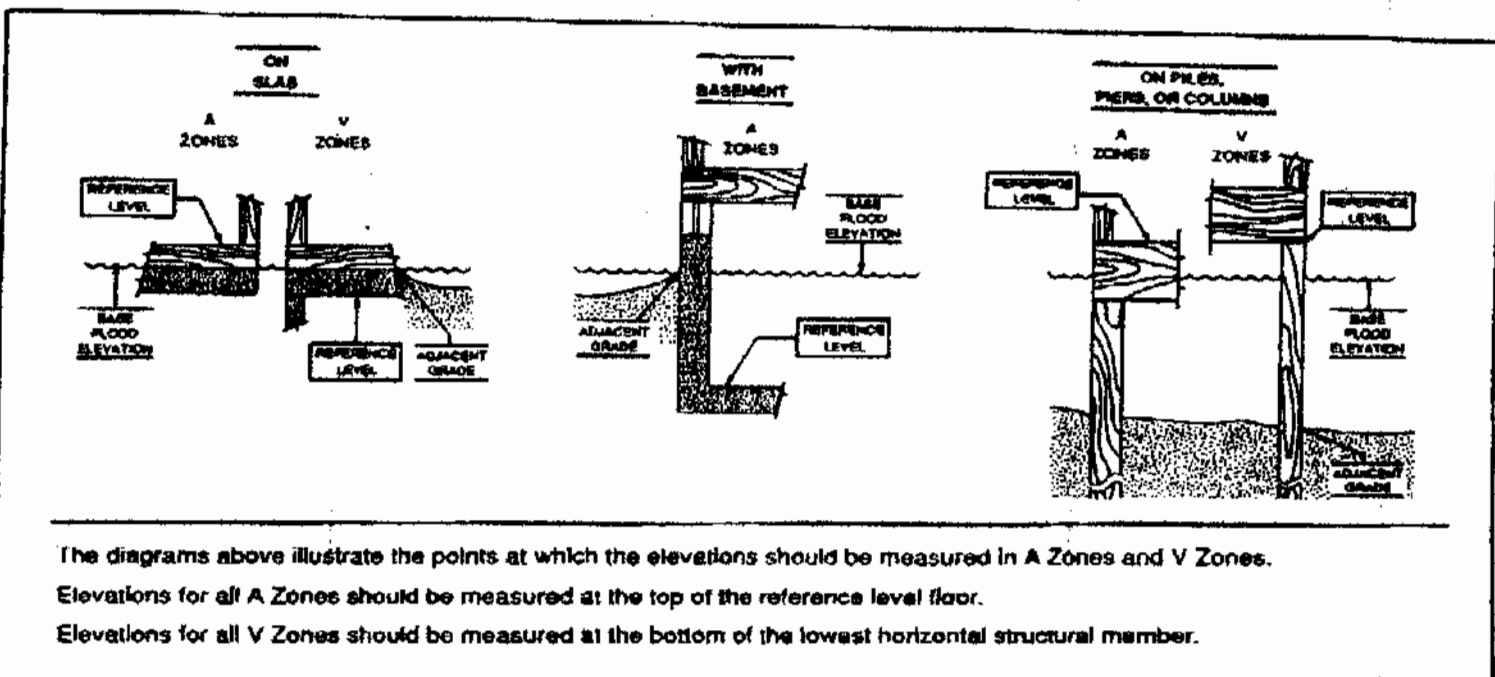 ON
SLAB
A
ZONES
V
ZONES
REFERENCE
LEVEL
BASE
FLOOD
ELEVATION
REFERENCE
LEVEL
ADJACENT
GRADE
WITH
BASEMENT
A
ZONES
BASE
FLOOD
ELEVATION
ADJACENT
GRADE
REFERENCE
LEVEL
ON PILES,
PIERS, OR COLUMNS
A
ZONES
V
ZONES
REFERENCE
LEVEL
REFERENCE
LEVEL
BASE
FLOOD
ELEVATION
ADJACENT
GRADE
The diagrams above illustrate the points at which the elevations should be measured in A Zones and V Zones.
Elevations for all A Zones should be measured at the top of the reference level floor.
Elevations for all V Zones should be measured at the bottom of the lowest horizontal structural member.